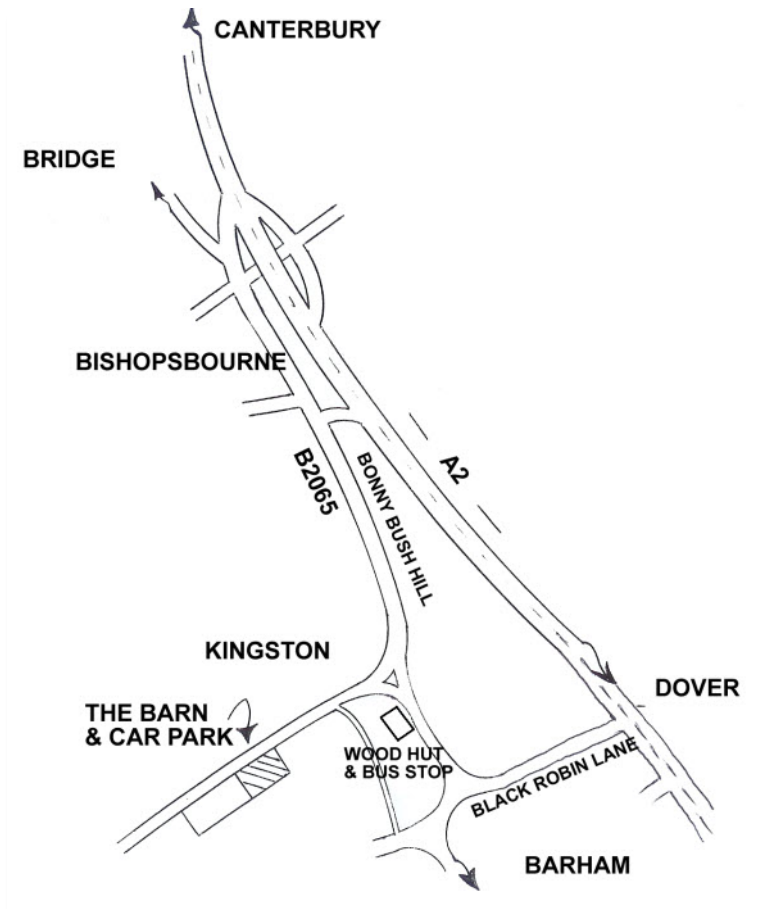 CANTERBURY
BRIDGE
BISHOPSBOURNE
A2
B2065
BONNY BUSH HILL
KINGSTON
DOVER
THE BARN
& CAR PARK
WOOD HUT
& BUS STOP
BLACK ROBIN LANE
BARHAM